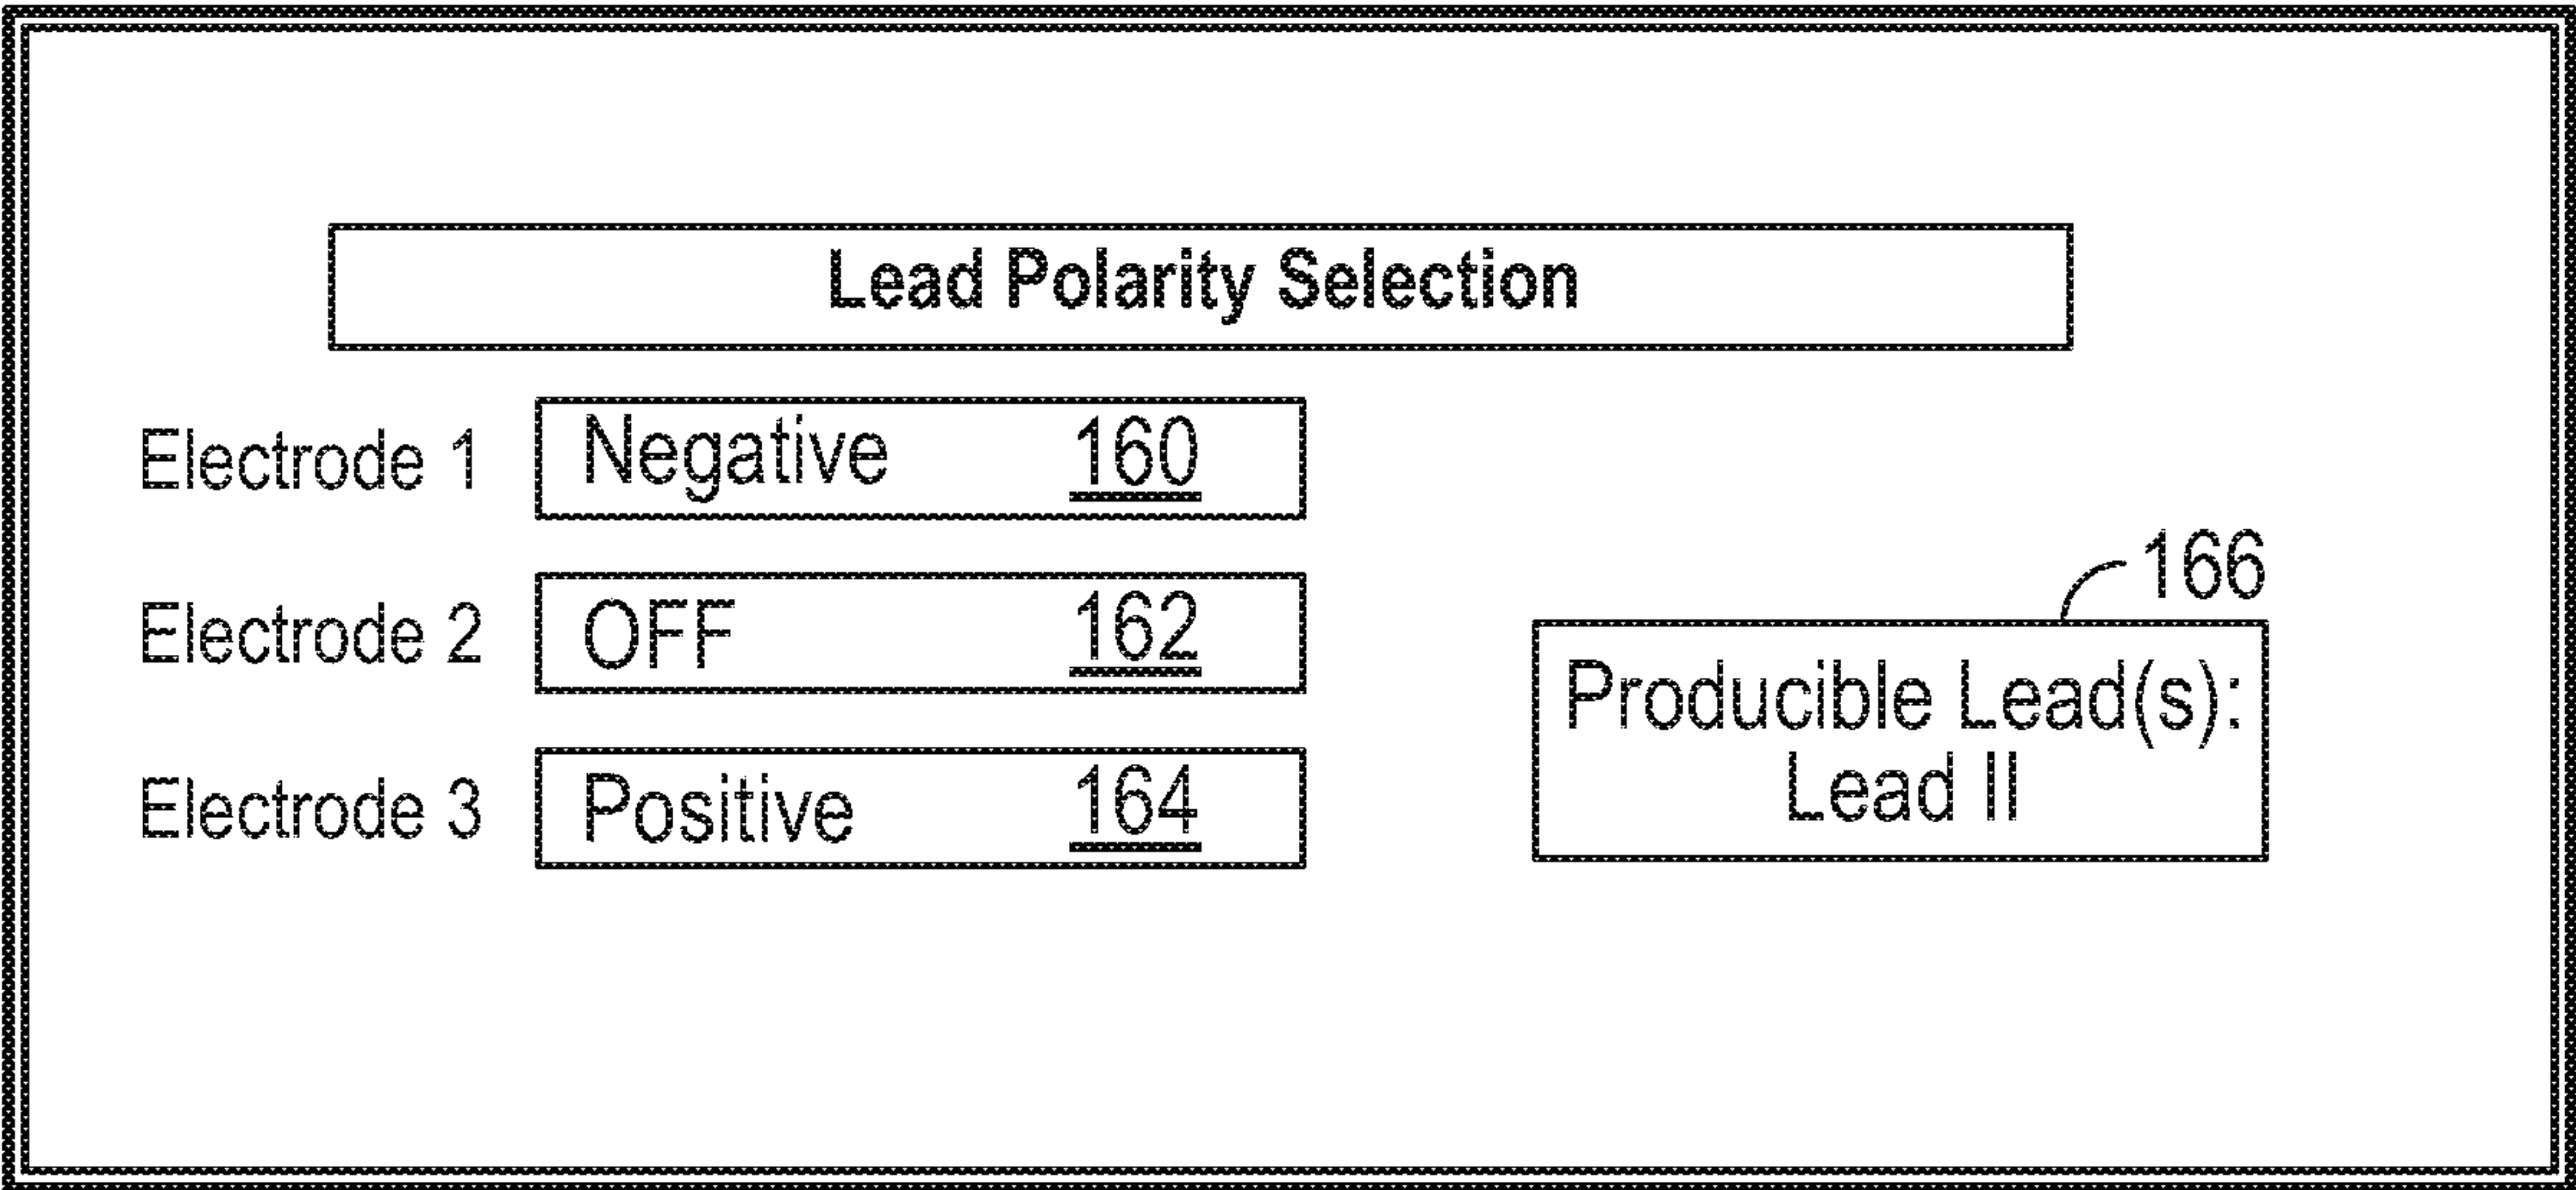 Lead Polarity Selection
Electrode 1 Negative 160
Electrode 2 OFF 162
Electrode 3 Positive 164
166
Producible Lead(s):
Lead II